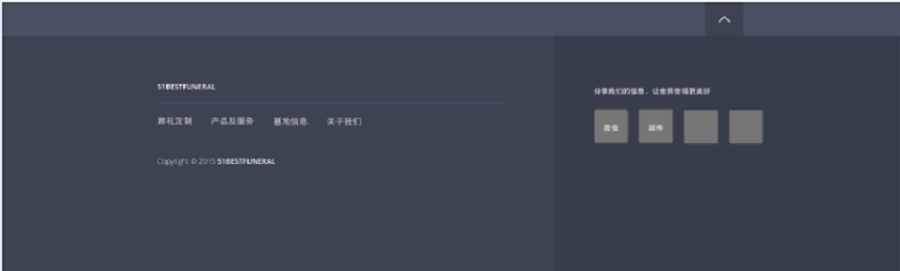 51BESTFUNERAL
葬礼定制 产品及服务 墓地信息 关于我们
Copyright © 2015 51BESTFUNERAL
分享我们的信息，让世界变得更美好
微信 邮件